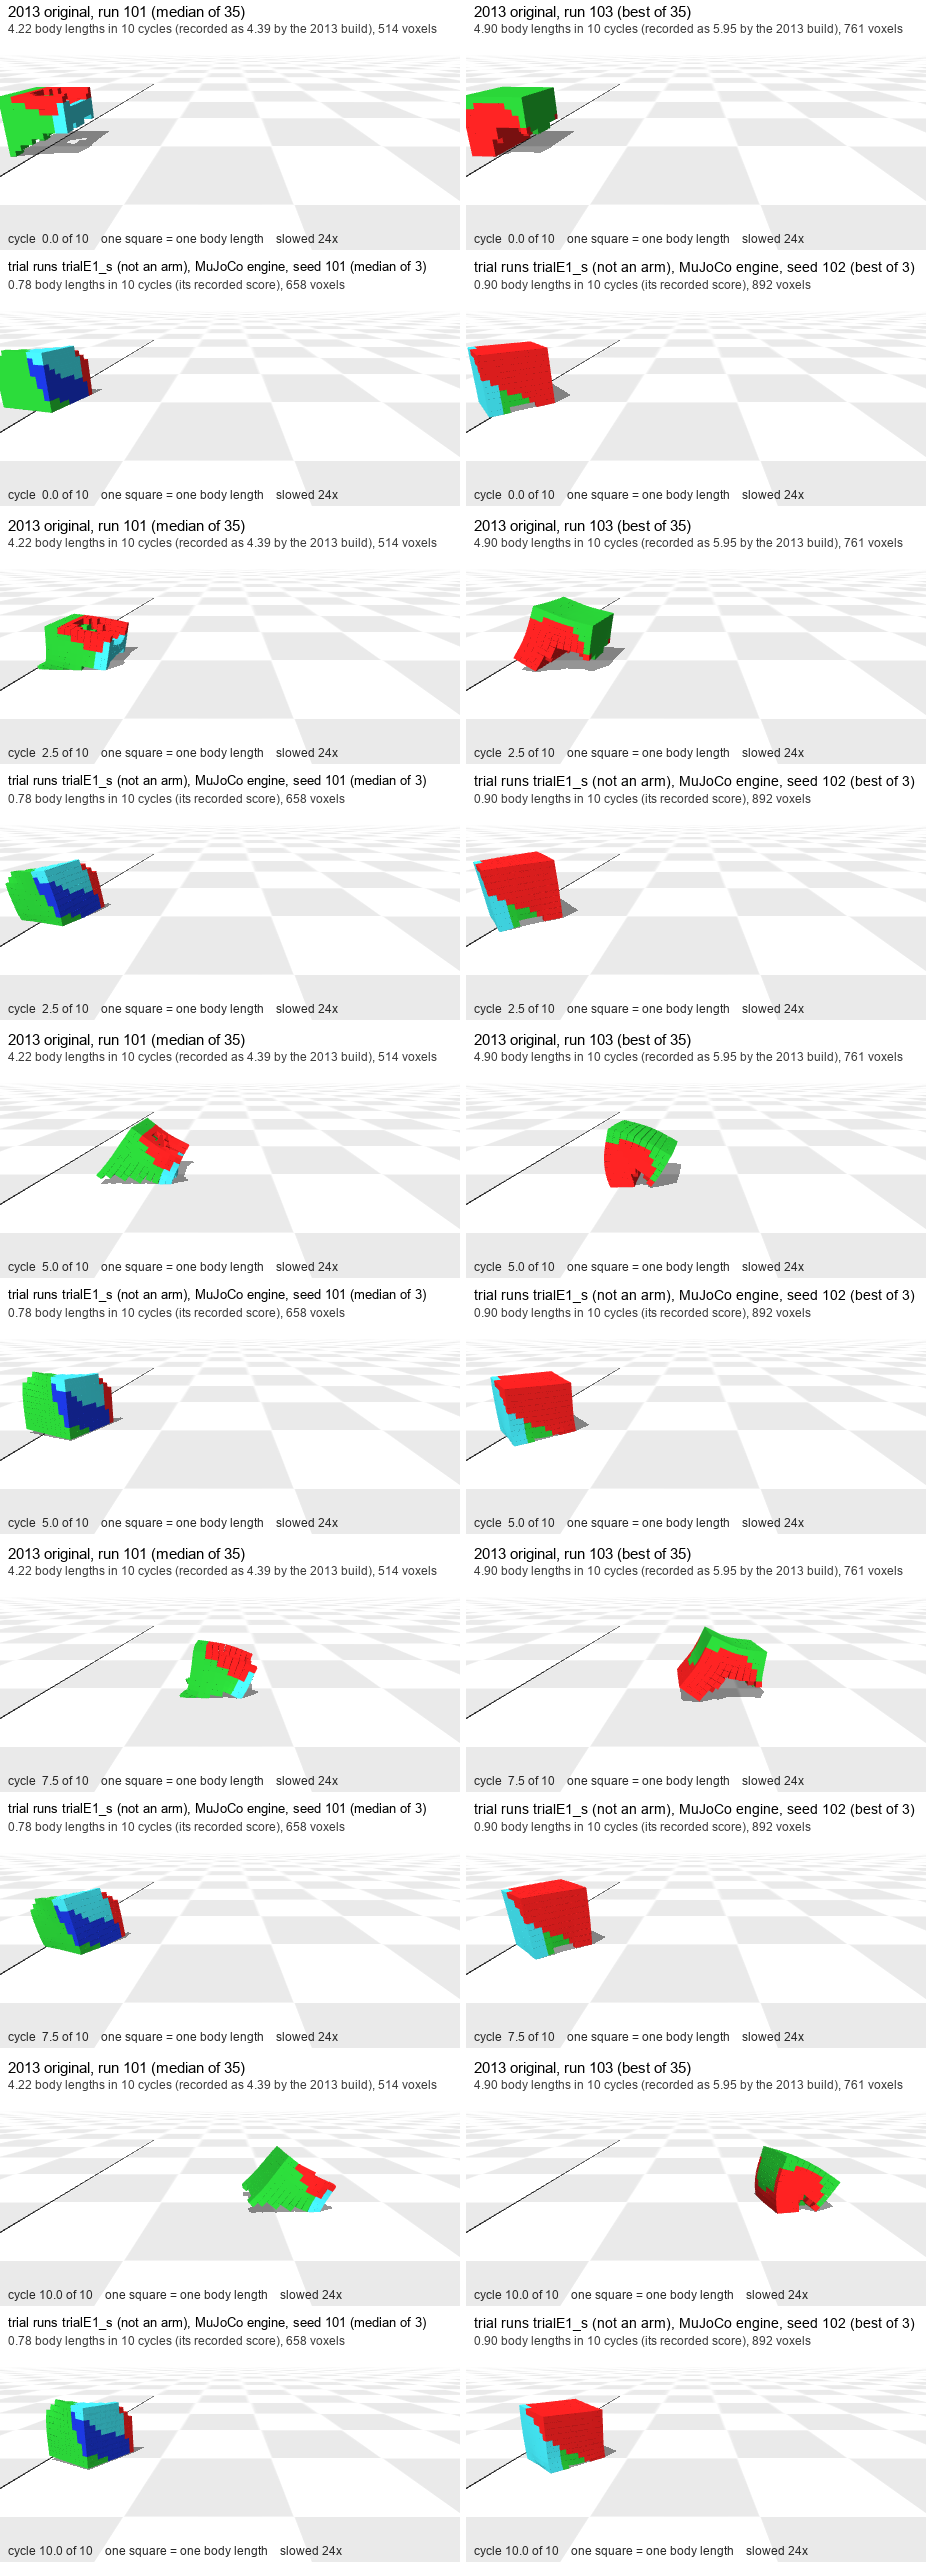 2013 original, run 101 (median of 35)
4.22 body lengths in 10 cycles (recorded as 4.39 by the 2013 build), 514 voxels
2013 original, run 103 (best of 35)
4.90 body lengths in 10 cycles (recorded as 5.95 by the 2013 build), 761 voxels
cycle 0.0 of 10 one square = one body length slowed 24x
cycle 0.0 of 10 one square = one body length slowed 24x
trial runs trialE1_s (not an arm), MuJoCo engine, seed 101 (median of 3)
0.78 body lengths in 10 cycles (its recorded score), 658 voxels
trial runs trialE1_s (not an arm), MuJoCo engine, seed 102 (best of 3)
0.90 body lengths in 10 cycles (its recorded score), 892 voxels
cycle 0.0 of 10 one square = one body length slowed 24x
cycle 0.0 of 10 one square = one body length slowed 24x
2013 original, run 101 (median of 35)
4.22 body lengths in 10 cycles (recorded as 4.39 by the 2013 build), 514 voxels
2013 original, run 103 (best of 35)
4.90 body lengths in 10 cycles (recorded as 5.95 by the 2013 build), 761 voxels
cycle 2.5 of 10 one square = one body length slowed 24x
cycle 2.5 of 10 one square = one body length slowed 24x
trial runs trialE1_s (not an arm), MuJoCo engine, seed 101 (median of 3)
0.78 body lengths in 10 cycles (its recorded score), 658 voxels
trial runs trialE1_s (not an arm), MuJoCo engine, seed 102 (best of 3)
0.90 body lengths in 10 cycles (its recorded score), 892 voxels
cycle 2.5 of 10 one square = one body length slowed 24x
cycle 2.5 of 10 one square = one body length slowed 24x
2013 original, run 101 (median of 35)
4.22 body lengths in 10 cycles (recorded as 4.39 by the 2013 build), 514 voxels
2013 original, run 103 (best of 35)
4.90 body lengths in 10 cycles (recorded as 5.95 by the 2013 build), 761 voxels
cycle 5.0 of 10 one square = one body length slowed 24x
cycle 5.0 of 10 one square = one body length slowed 24x
trial runs trialE1_s (not an arm), MuJoCo engine, seed 101 (median of 3)
0.78 body lengths in 10 cycles (its recorded score), 658 voxels
trial runs trialE1_s (not an arm), MuJoCo engine, seed 102 (best of 3)
0.90 body lengths in 10 cycles (its recorded score), 892 voxels
cycle 5.0 of 10 one square = one body length slowed 24x
cycle 5.0 of 10 one square = one body length slowed 24x
2013 original, run 101 (median of 35)
4.22 body lengths in 10 cycles (recorded as 4.39 by the 2013 build), 514 voxels
2013 original, run 103 (best of 35)
4.90 body lengths in 10 cycles (recorded as 5.95 by the 2013 build), 761 voxels
cycle 7.5 of 10 one square = one body length slowed 24x
cycle 7.5 of 10 one square = one body length slowed 24x
trial runs trialE1_s (not an arm), MuJoCo engine, seed 101 (median of 3)
0.78 body lengths in 10 cycles (its recorded score), 658 voxels
trial runs trialE1_s (not an arm), MuJoCo engine, seed 102 (best of 3)
0.90 body lengths in 10 cycles (its recorded score), 892 voxels
cycle 7.5 of 10 one square = one body length slowed 24x
cycle 7.5 of 10 one square = one body length slowed 24x
2013 original, run 101 (median of 35)
4.22 body lengths in 10 cycles (recorded as 4.39 by the 2013 build), 514 voxels
2013 original, run 103 (best of 35)
4.90 body lengths in 10 cycles (recorded as 5.95 by the 2013 build), 761 voxels
cycle 10.0 of 10 one square = one body length slowed 24x
cycle 10.0 of 10 one square = one body length slowed 24x
trial runs trialE1_s (not an arm), MuJoCo engine, seed 101 (median of 3)
0.78 body lengths in 10 cycles (its recorded score), 658 voxels
trial runs trialE1_s (not an arm), MuJoCo engine, seed 102 (best of 3)
0.90 body lengths in 10 cycles (its recorded score), 892 voxels
cycle 10.0 of 10 one square = one body length slowed 24x
cycle 10.0 of 10 one square = one body length slowed 24x